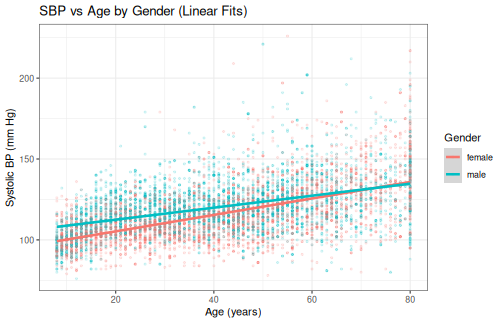 SBP vs Age by Gender (Linear Fits)
Systolic BP (mm Hg)
200
150
100
20
40
60
80
Age (years)
Gender
female
male